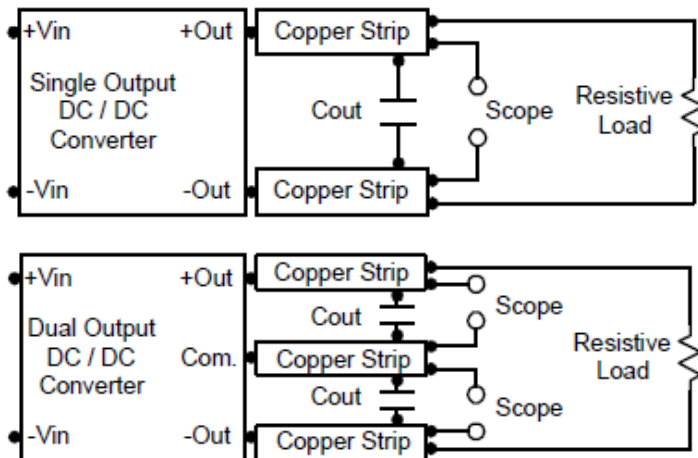 +Vin +Out Copper Strip
Single Output
DC / DC
Converter
Cout Scope Resistive
Load
-Vin -Out Copper Strip
+Vin +Out Copper Strip
Cout Scope
Dual Output
DC / DC
Converter
Com. Copper Strip Resistive
Load
Cout Scope
-Vin -Out Copper Strip